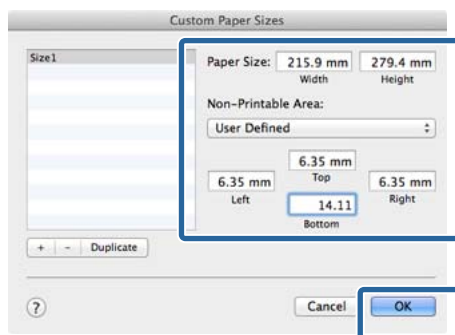 Custom Paper Sizes
Size1
Paper Size: 215.9 mm 279.4 mm
Width Height
Non-Printable Area:
User Defined
6.35 mm
Top
6.35 mm 6.35 mm
Left Right
14.11
Bottom
+ - Duplicate
? Cancel OK